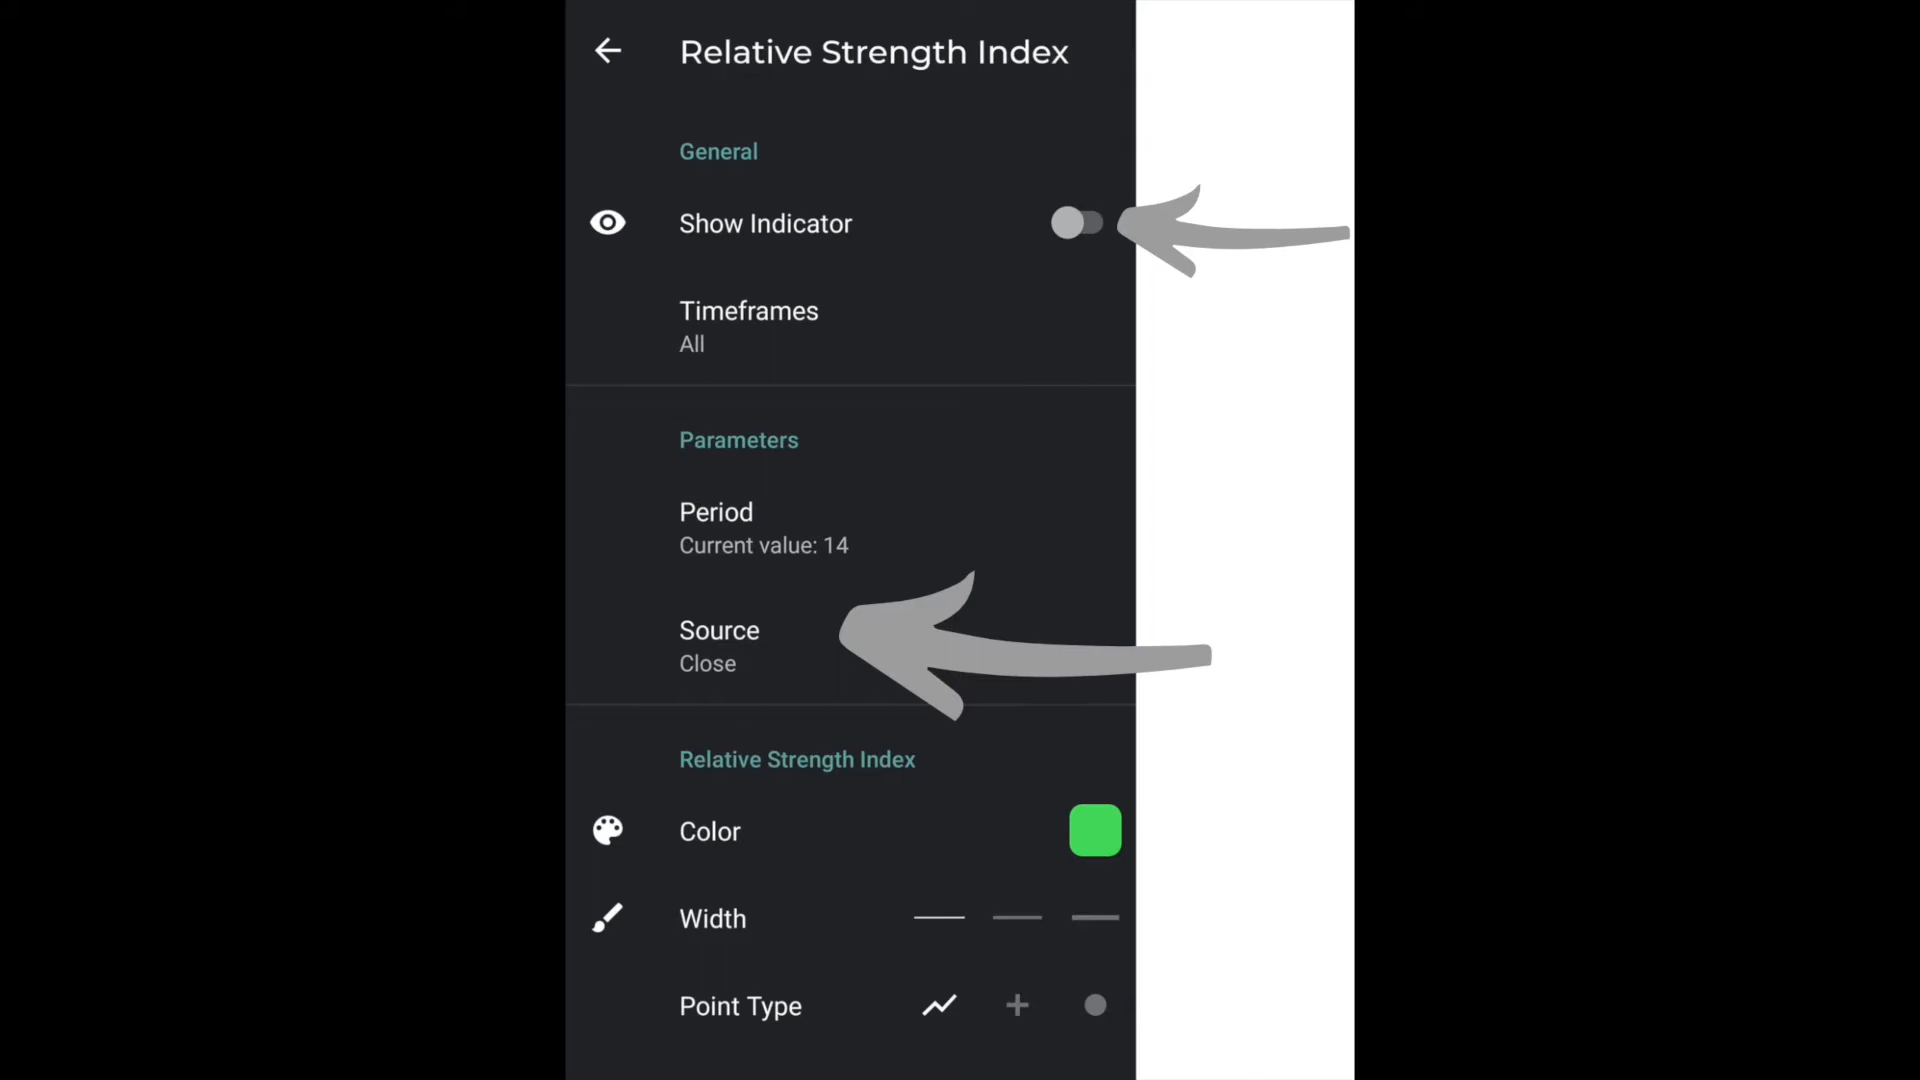 Relative Strength Index
General
Show Indicator
Timeframes
All
Parameters
Period
Current value: 14
Source
Close
Relative Strength Index
Color
Width
Point Type